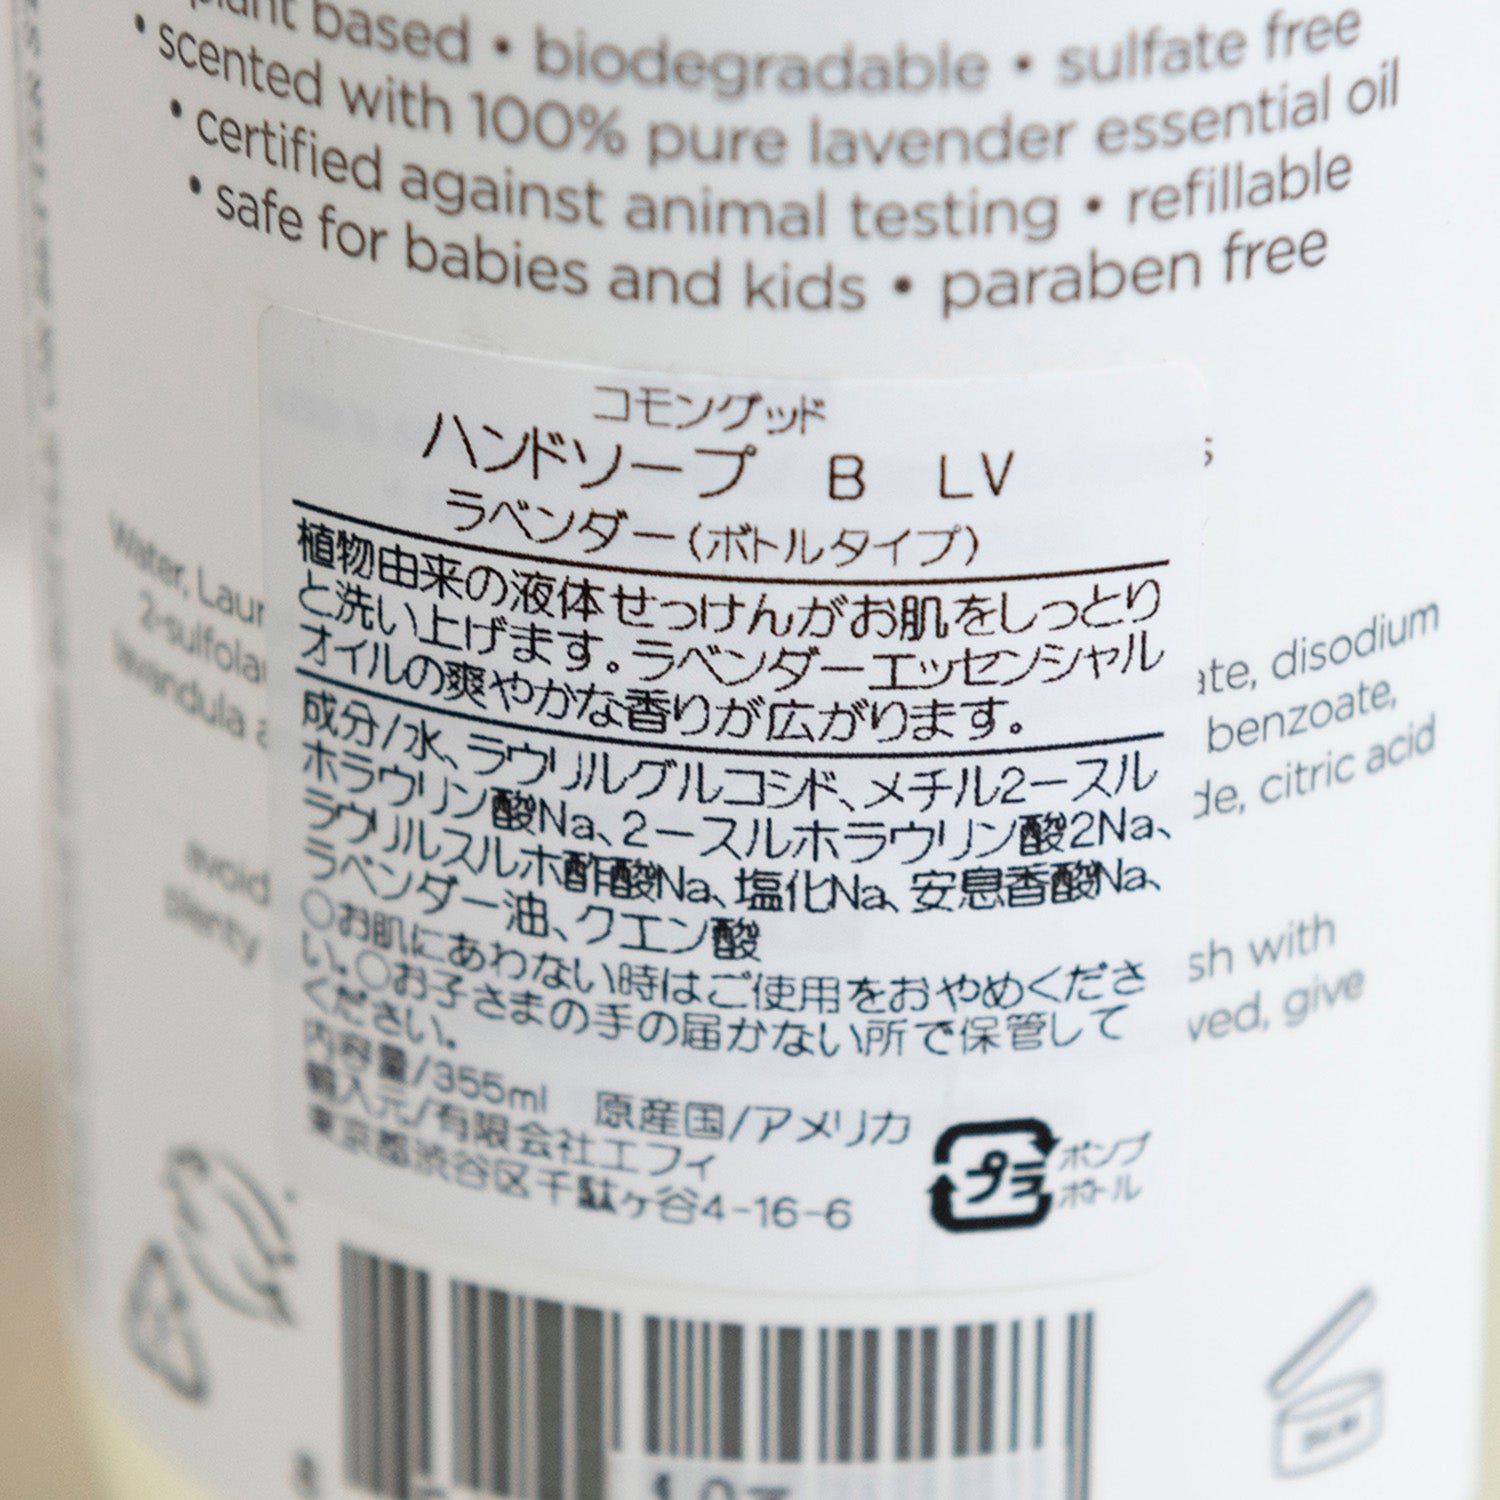 plant based • biodegradable • sulfate free
• scented with 100% pure lavender essential oil
• certified against animal testing • refillable
• safe for babies and kids • paraben free
コモングッド
ハンドソープ B LV
ラベンダー(ボトルタイプ)
植物由来の液体せっけんがお肌をしっとり
と洗い上げます。ラベンダーエッセンシャル
オイルの爽やかな香りが広がります。
成分/水、ラウリルグルコシド、メチル2ースル
ホラウリン酸Na、2ースルホラウリン酸2Na、
ラウリルスルホ酢酸Na、塩化Na、安息香酸Na、
ラベンダー油、クエン酸
○お肌にあわない時はご使用をおやめくださ
い。○お子さまの手の届かない所で保管して
ください。
内容量/355ml 原産国/アメリカ
輸入元/有限会社エフィ
東京都渋谷区千駄ヶ谷4-16-6
プラ
ポンプ
ボトル
Water, Laur
2-sulfola
lavandula a
ate, disodium
benzoate,
de, citric acid
avoid
plenty
sh with
ved, give